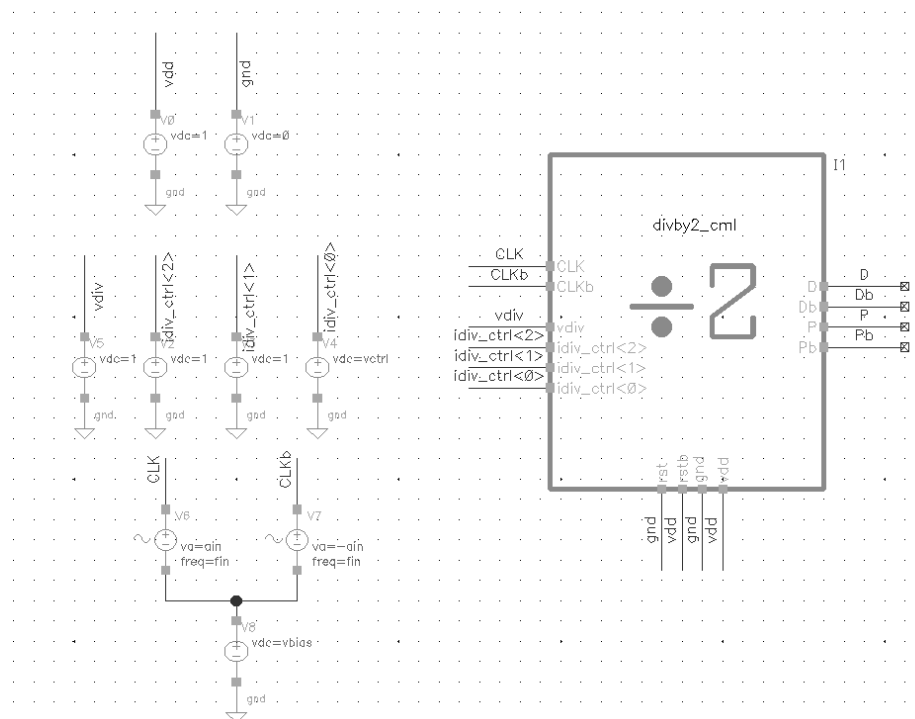 vdd
gnd
V0
vdc=1
V1
vdc=0
gnd
gnd
I1
divby2_cml
CLK
CLKb
vdiv
idiv_ctrl<2>
idiv_ctrl<1>
idiv_ctrl<0>
CLK
CLKb
vdiv
idiv_ctrl<2>
idiv_ctrl<1>
idiv_ctrl<0>
÷2
D
Db
P
Pb
D
Db
P
Pb
rst
rstb
gnd
vdd
gnd
vdd
gnd
vdd
vdiv
idiv_ctrl<2>
idiv_ctrl<1>
idiv_ctrl<0>
V5
vdc=1
V2
vdc=1
vdc=1
V4
vdc=vctrl
gnd
gnd
gnd
gnd
CLK
CLKb
V6
va=ain
freq=fin
V7
va=-ain
freq=fin
V8
vdc=vbias
gnd